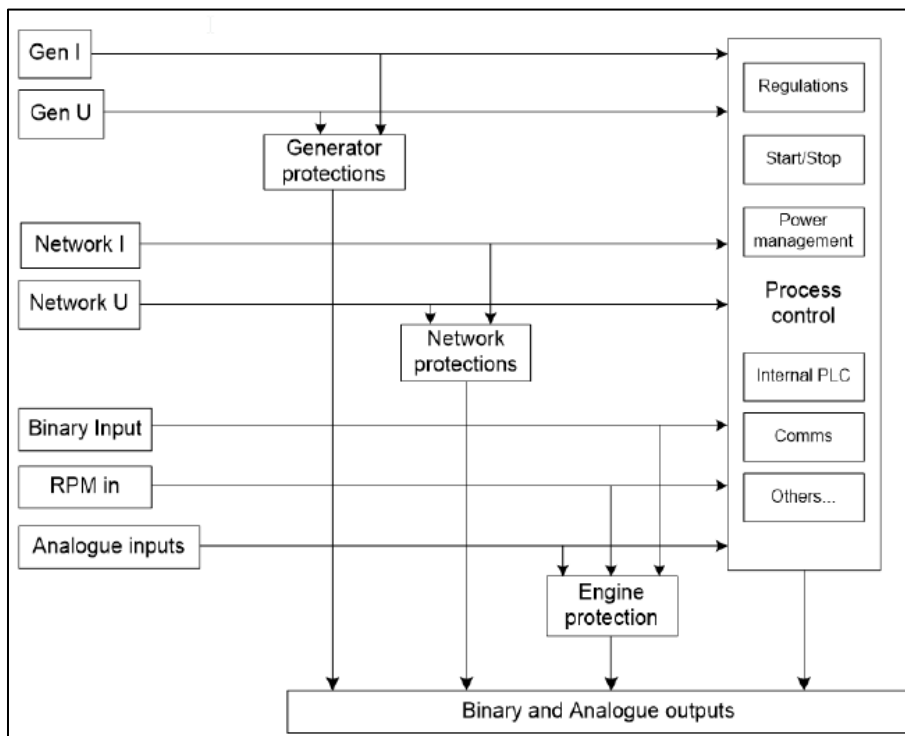 Gen I
Gen U
Generator
protections
Network I
Network U
Network
protections
Binary Input
RPM in
Analogue inputs
Engine
protection
Regulations
Start/Stop
Power
management
Process
control
Internal PLC
Comms
Others...
Binary and Analogue outputs